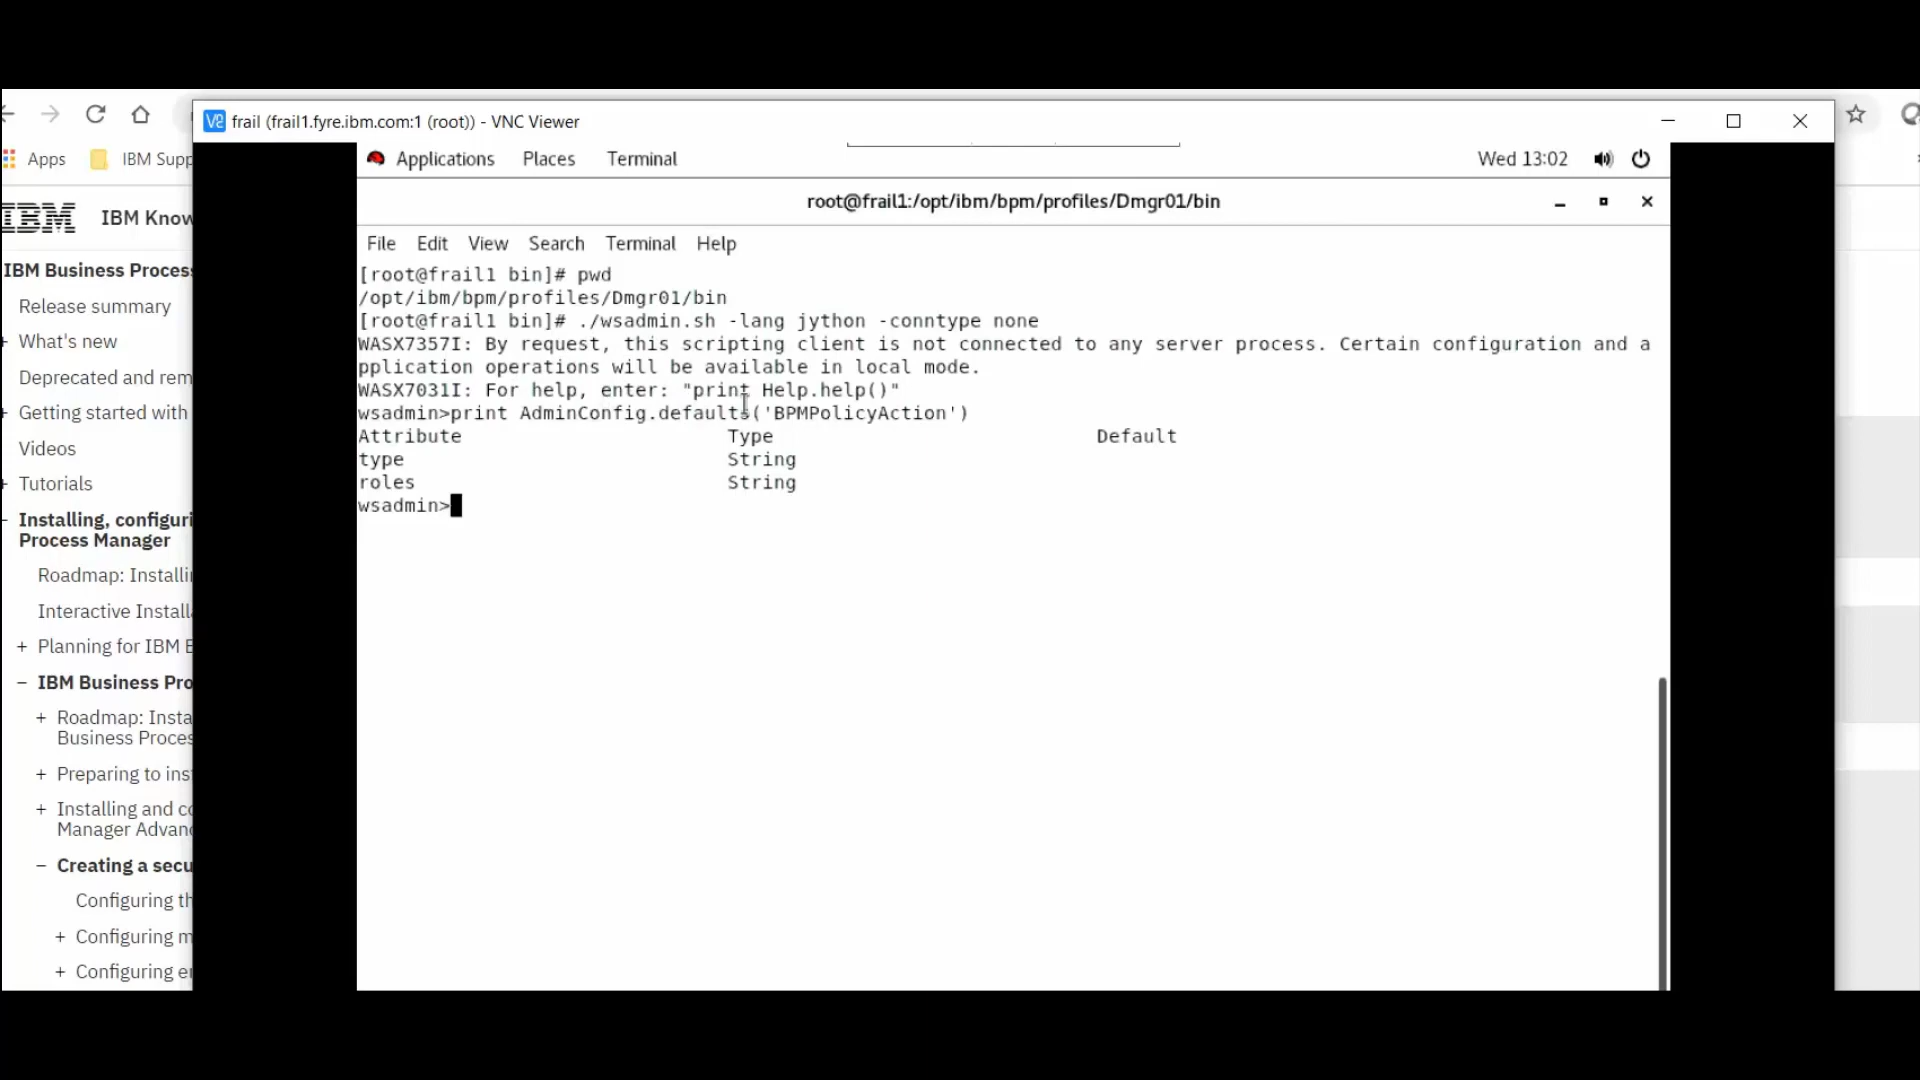 Apps
IBM Supp
IBM
IBM Know
IBM Business Process
Release summary
+ What's new
Deprecated and rem
+ Getting started with
Videos
+ Tutorials
- Installing, configuri
Process Manager
Roadmap: Installi
Interactive Install
+ Planning for IBM B
- IBM Business Pro
+ Roadmap: Insta
Business Proces
+ Preparing to ins
+ Installing and co
Manager Advan
- Creating a secu
Configuring th
+ Configuring m
+ Configuring e
V2 frail (frail1.fyre.ibm.com:1 (root)) - VNC Viewer
Applications Places Terminal Wed 13:02
root@frail1:/opt/ibm/bpm/profiles/Dmgr01/bin
File Edit View Search Terminal Help
[root@frail1 bin]# pwd
/opt/ibm/bpm/profiles/Dmgr01/bin
[root@frail1 bin]# ./wsadmin.sh -lang jython -conntype none
WASX7357I: By request, this scripting client is not connected to any server process. Certain configuration and a
pplication operations will be available in local mode.
WASX7031I: For help, enter: "print Help.help()"
wsadmin>print AdminConfig.defaults('BPMPolicyAction')
Attribute Type Default
type String
roles String
wsadmin>